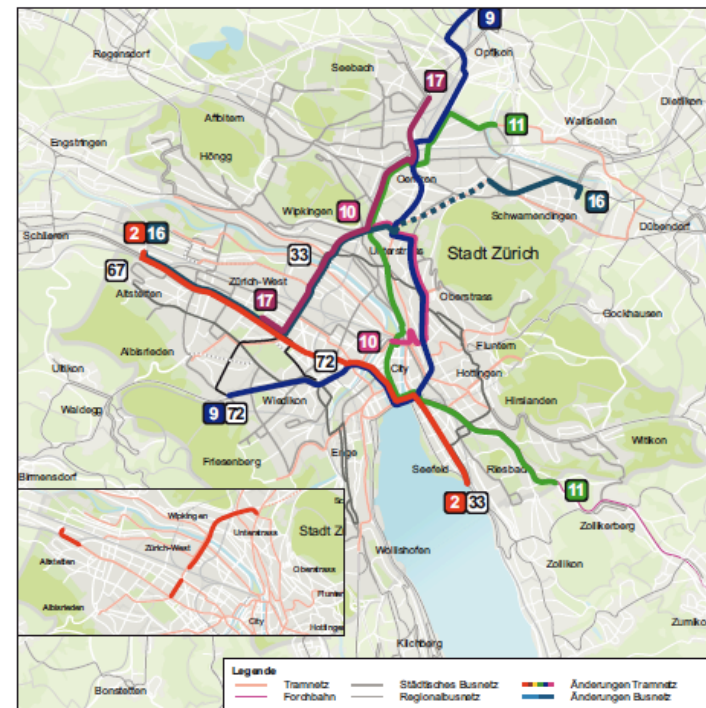 9
Opfikon
Regensdorf
Seebach
17
Dietikon
Affoltern
11
Wallisellen
Engstringen
Höngg
Oerlikon
10
Wipkingen
16
Schwamendingen
Dübendorf
Schlieren
2 16
33
Unterstrass
Stadt Zürich
67
Zürich-West
Altstetten
17
Oberstrass
Gockhausen
10
Fluntern
Albisrieden
72
City
Hottingen
Uitikon
9 72
Wiedikon
Hirslanden
Waldegg
Witikon
Friesenberg
Enge
Seefeld
Riesbach
Birmensdorf
2 33
11
Zollikerberg
Wipkingen
Zürich-West
Unterstrass
Stadt Z
Altstetten
Oberstrass
Albisrieden
Flunter
City
Hottingen
Wollishofen
Zollikon
Zumikon
Kilchberg
Bonstetten
Legende
Tramnetz
Städtisches Busnetz
Änderungen Tramnetz
Forchbahn
Regionalbusnetz
Änderungen Busnetz